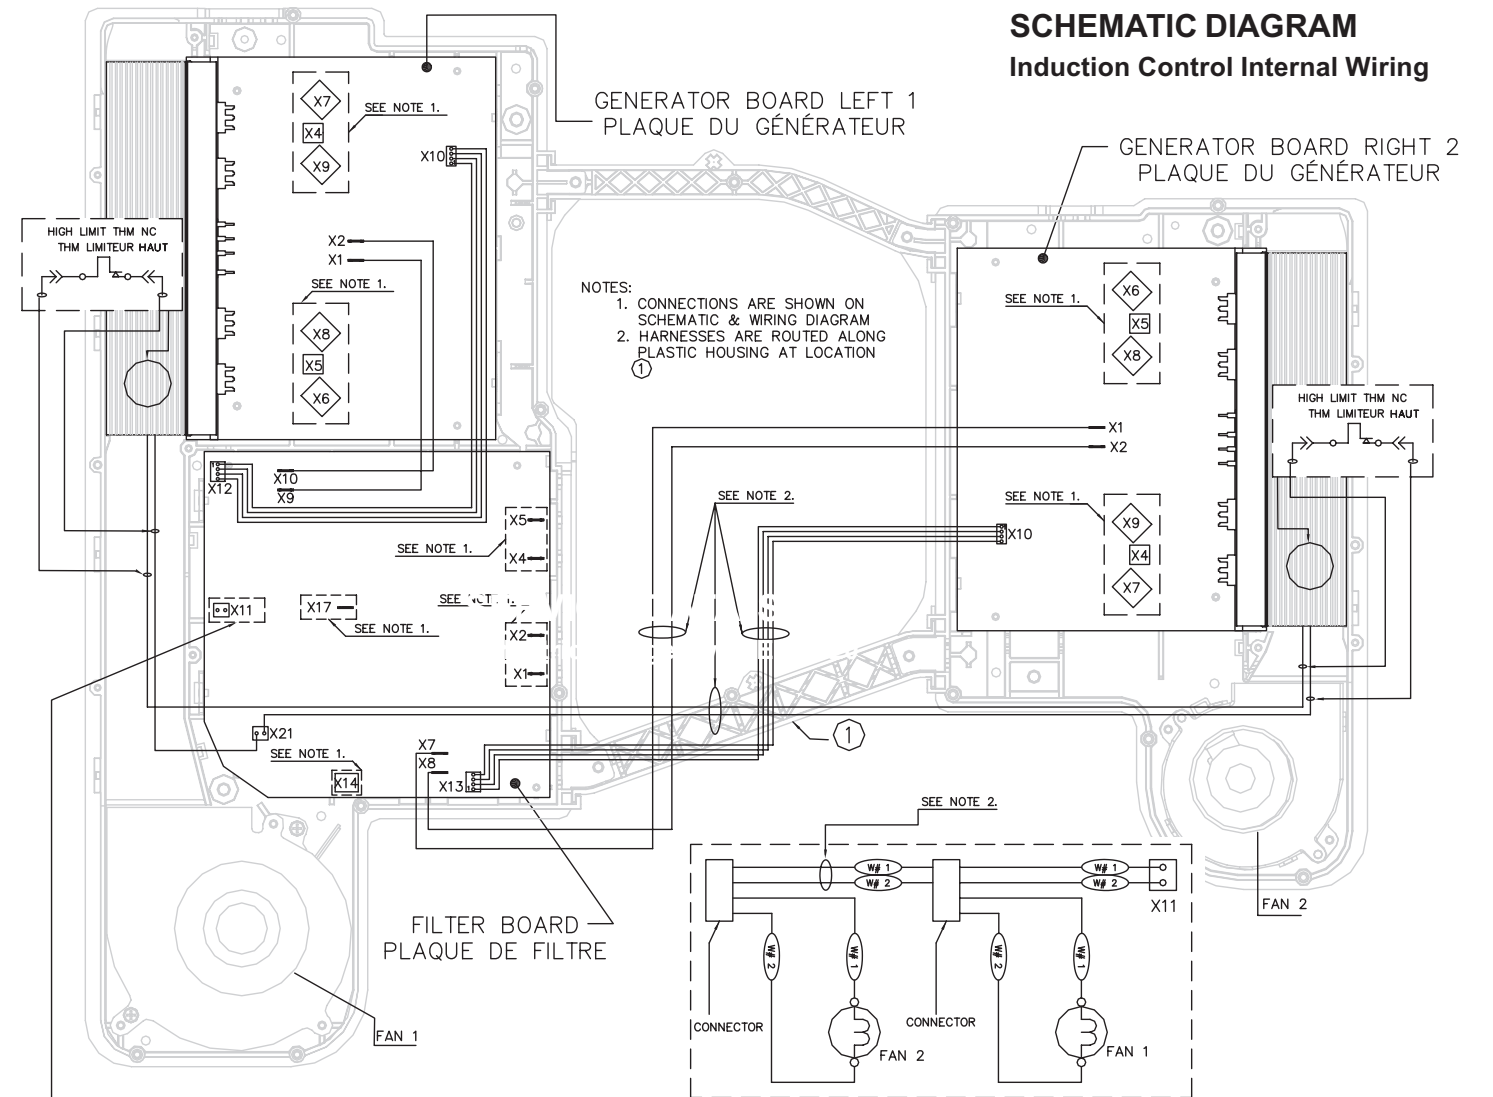 SCHEMATIC DIAGRAM
Induction Control Internal Wiring
GENERATOR BOARD LEFT 1
PLAQUE DU GÉNÉRATEUR
GENERATOR BOARD RIGHT 2
PLAQUE DU GÉNÉRATEUR
X7
SEE NOTE 1.
X4
X9
X10
HIGH LIMIT THM NC
THM LIMITEUR HAUT
X2
X1
SEE NOTE 1.
X8
X5
X6
NOTES:
1. CONNECTIONS ARE SHOWN ON
SCHEMATIC & WIRING DIAGRAM
2. HARNESSES ARE ROUTED ALONG
PLASTIC HOUSING AT LOCATION
1
X6
SEE NOTE 1.
X5
X8
HIGH LIMIT THM NC
THM LIMITEUR HAUT
X1
X2
SEE NOTE 1.
X9
X10
X4
X7
X12
X10
X9
SEE NOTE 2.
X5
SEE NOTE 1.
X4
X11
X17
SEE NOTE 1.
SEE NOTE 1.
X2
X1
X21
SEE NOTE 1.
X14
X7
X8
X13
1
SEE NOTE 2.
W# 1
W# 2
W# 1
W# 2
X11
FAN 2
FILTER BOARD
PLAQUE DE FILTRE
W# 2
W# 1
W# 2
W# 1
CONNECTOR
CONNECTOR
FAN 1
FAN 2
FAN 1